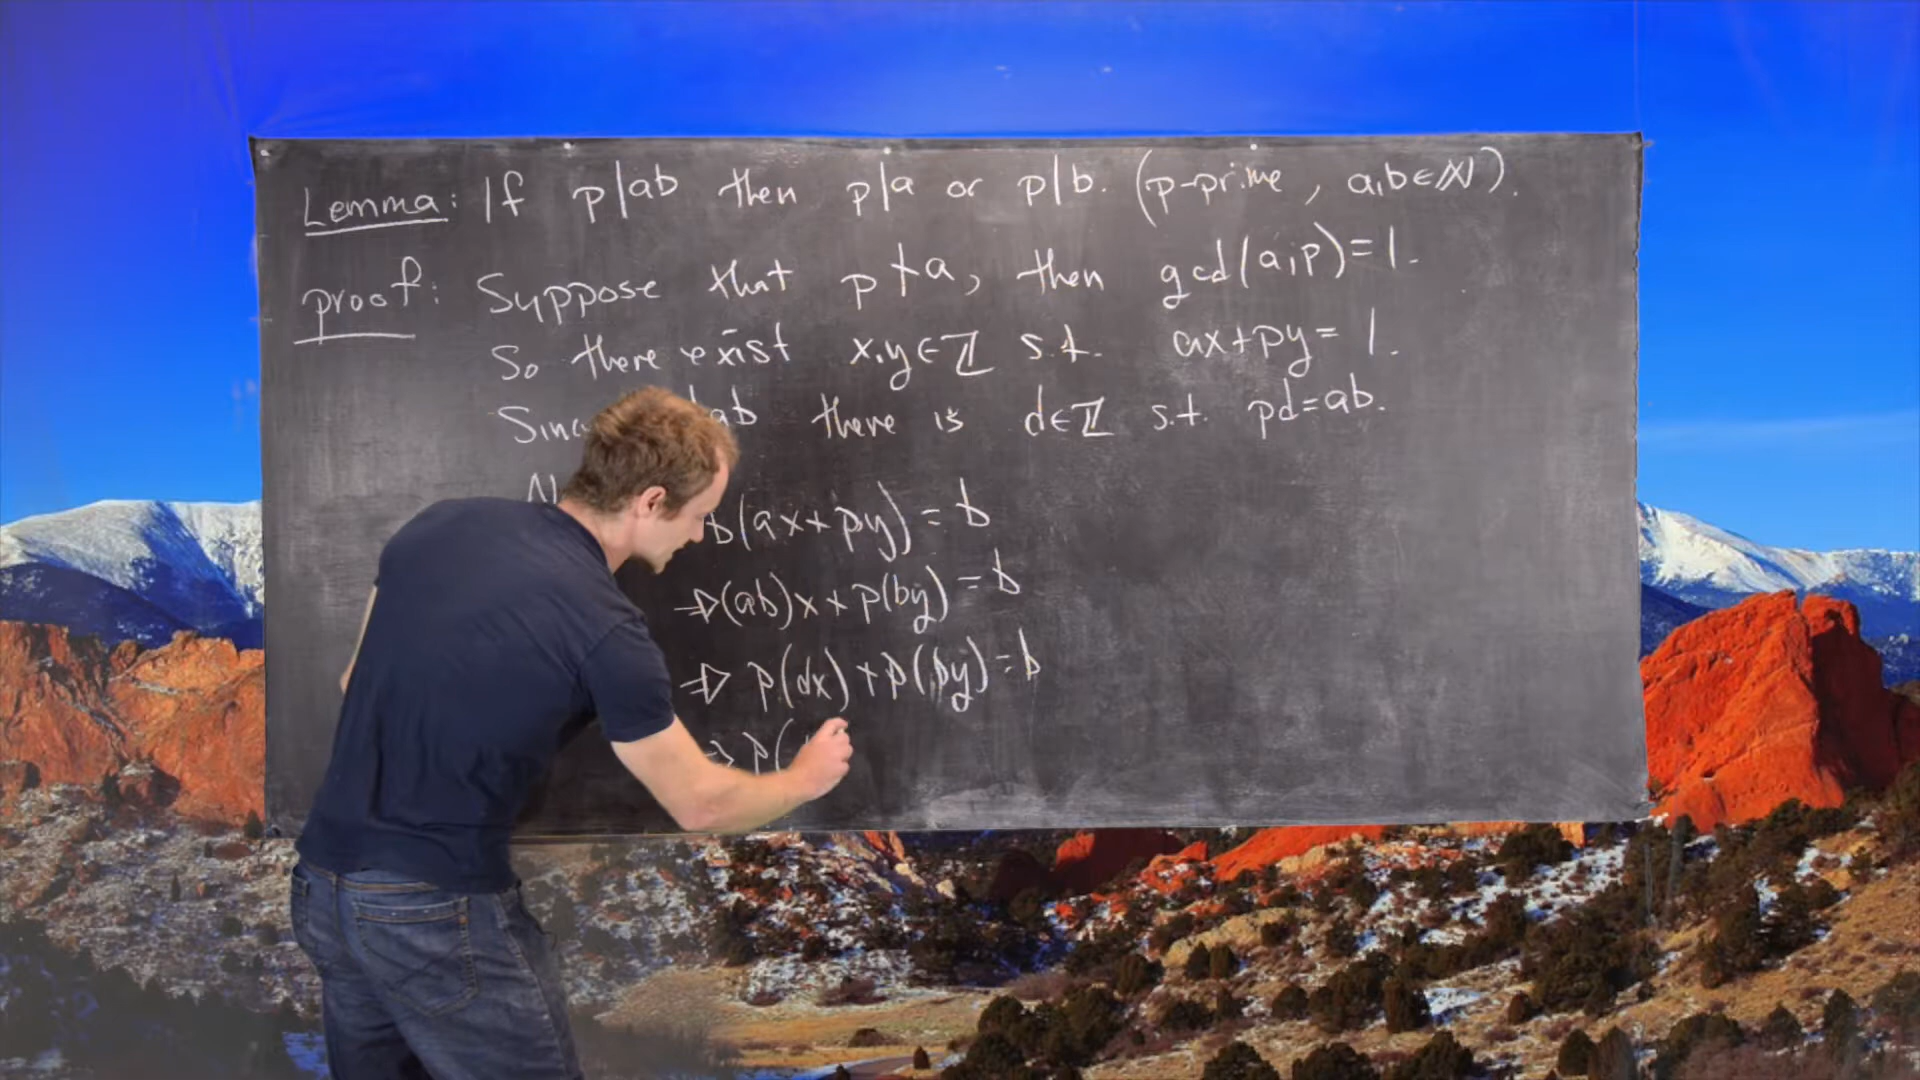 Lemma: If p|ab then p|a or p|b. (p-prime, a,b∈ℕ).
proof: Suppose that p∤a, then gcd(a,p)=1.
So there exist x,y∈ℤ s.t. ax+py=1.
ab there is d∈ℤ s.t. pd=ab.
b(ax+py)=b
⇒(ab)x+p(by)=b
⇒ p(dx)+p(by)=b
⇒ p(